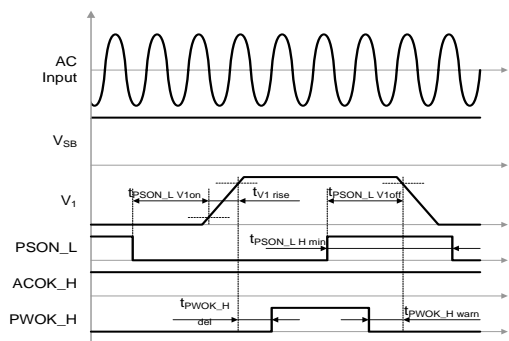 AC
Input
VSB
V1
tPSON_L V1on
tV1 rise
tPSON_L V1off
PSON_L
tPSON_L H min
ACOK_H
PWOK_H
tPWOK_H
del
tPWOK_H warn